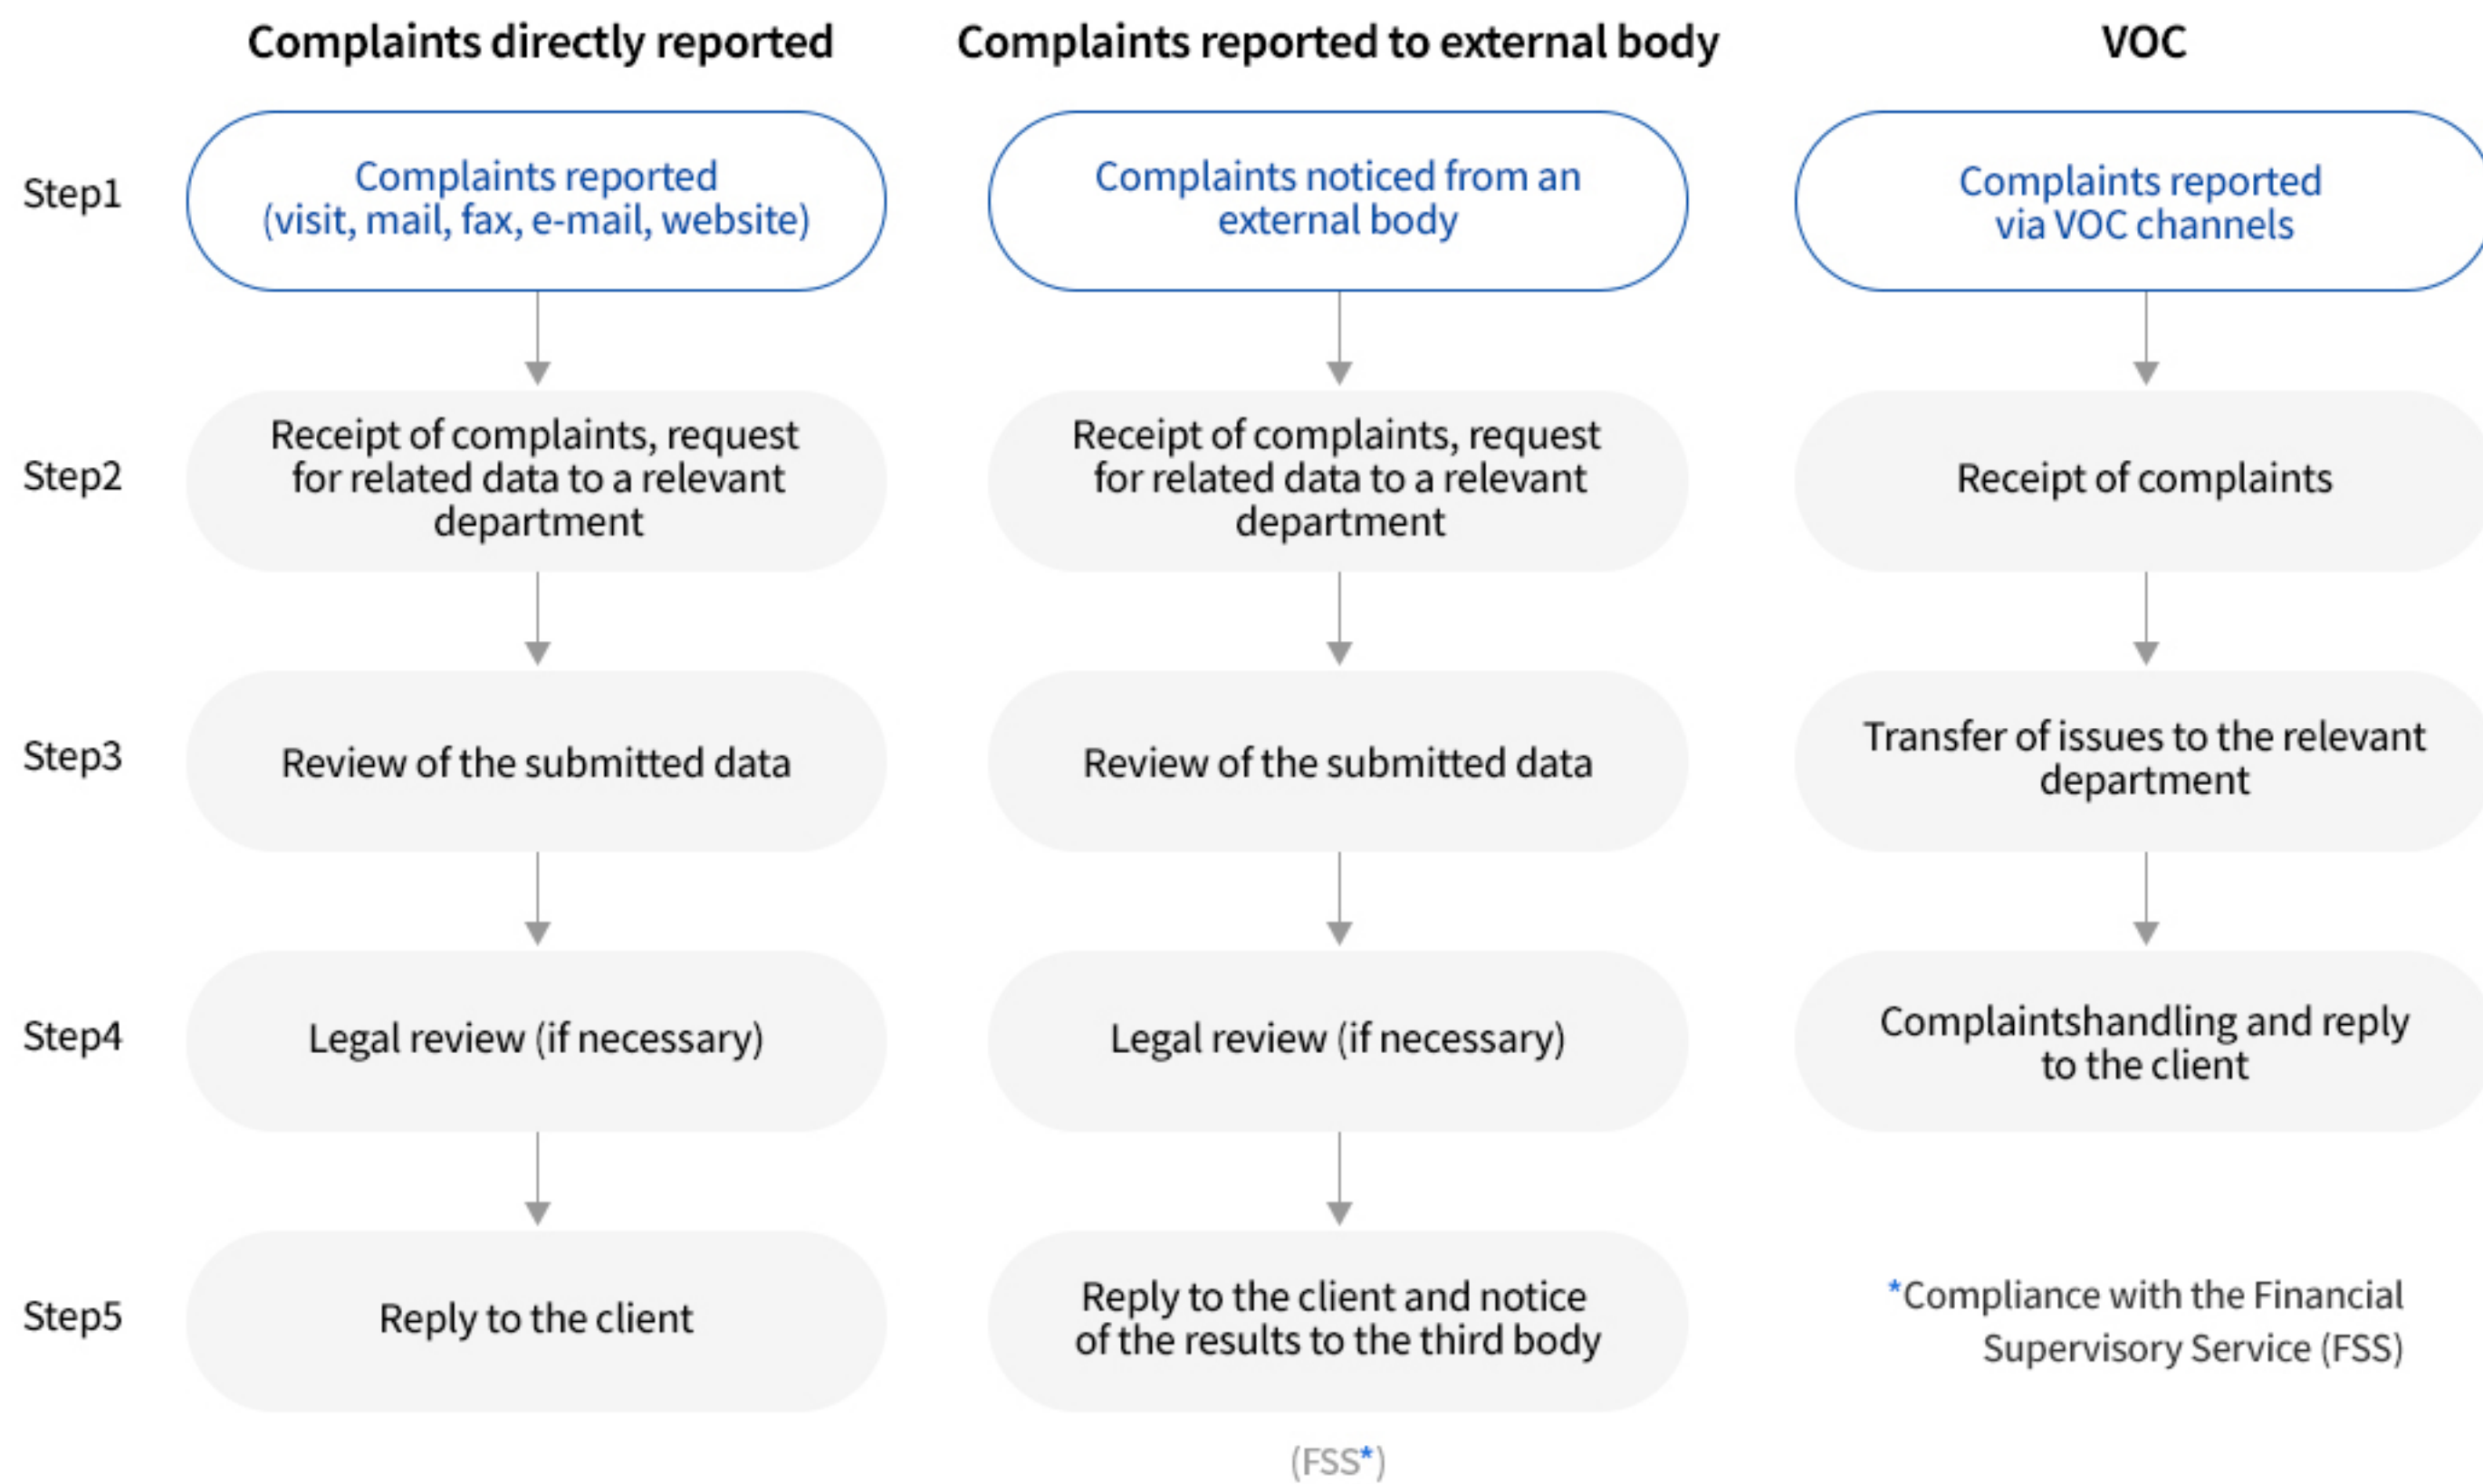 Complaints directly reported
Complaints reported to external body
VOC
Step1
Complaints reported
(visit, mail, fax, e-mail, website)
Complaints noticed from an
external body
Complaints reported
via VOC channels
Step2
Receipt of complaints, request
for related data to a relevant
department
Receipt of complaints, request
for related data to a relevant
department
Receipt of complaints
Step3
Review of the submitted data
Review of the submitted data
Transfer of issues to the relevant
department
Step4
Legal review (if necessary)
Legal review (if necessary)
Complaintshandling and reply
to the client
Step5
Reply to the client
Reply to the client and notice
of the results to the third body
*Compliance with the Financial
Supervisory Service (FSS)
(FSS*)